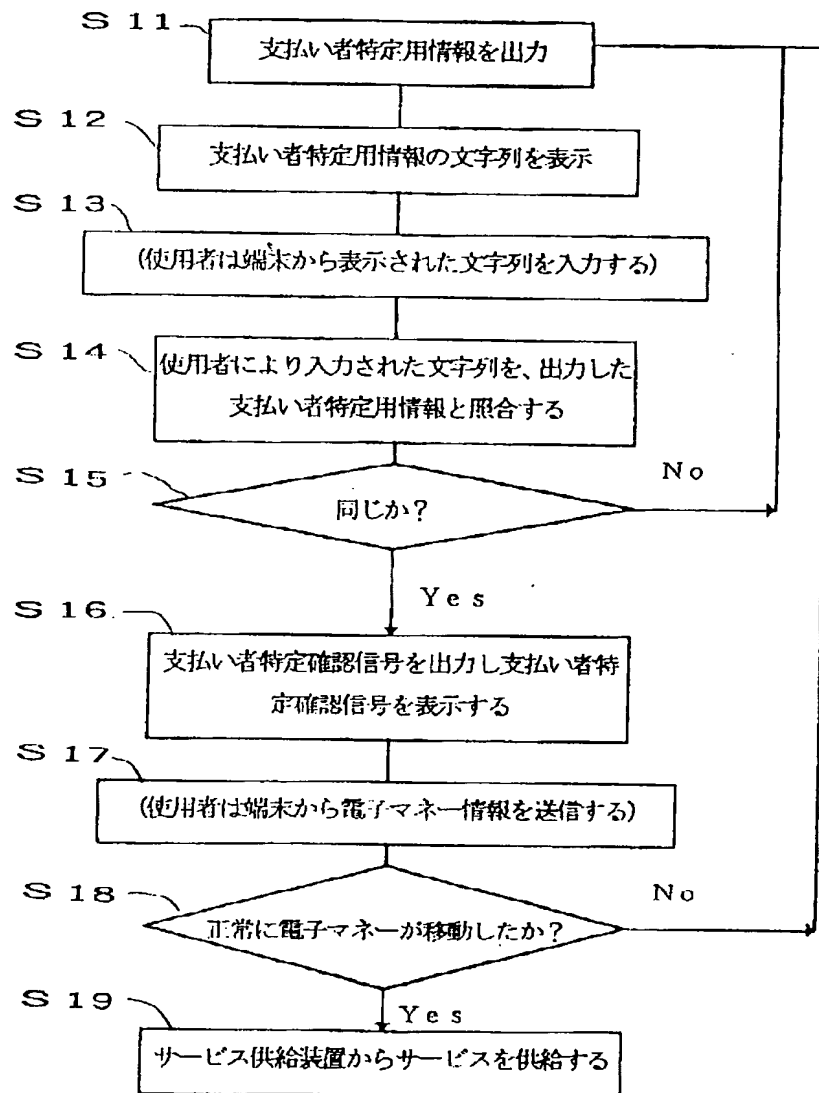 S 11
支払い者特定用情報を出力
S 12
支払い者特定用情報の文字列を表示
S 13
(使用者は端末から表示された文字列を入力する)
S 14
使用者により入力された文字列を、出力した
支払い者特定用情報と照合する
S 15
同じか?
No
Yes
S 16
支払い者特定確認信号を出力し支払い者特
定確認信号を表示する
S 17
(使用者は端末から電子マネー情報を送信する)
S 18
正常に電子マネーが移動したか?
No
Yes
S 19
サービス供給装置からサービスを供給する